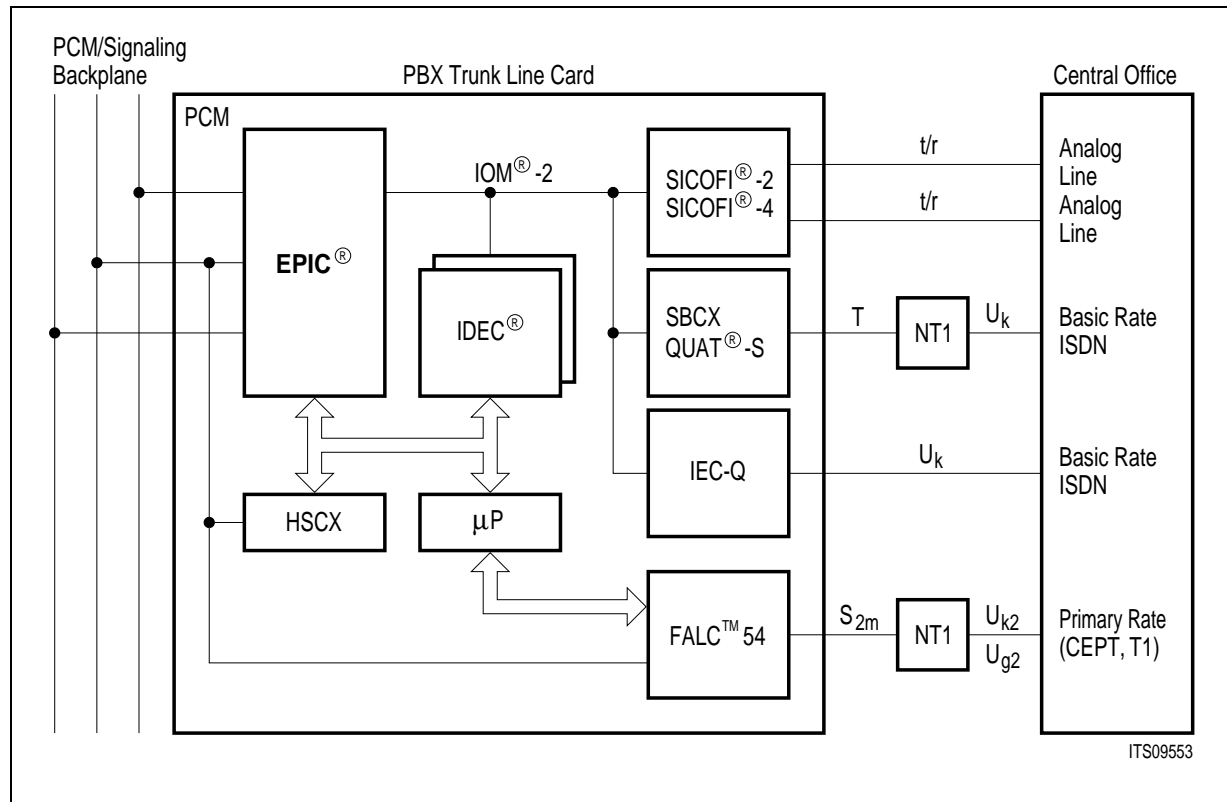 PCM/Signaling
Backplane
PBX Trunk Line Card
Central Office
PCM
EPIC®
IOM®-2
IDEC®
HSCX
µP
SICOFI®-2
SICOFI®-4
t/r
t/r
Analog
Line
Analog
Line
SBCX
QUAT®-S
T
NT1
Uk
Basic Rate
ISDN
IEC-Q
Uk
Basic Rate
ISDN
FALC™ 54
S2m
NT1
Uk2
Ug2
Primary Rate
(CEPT, T1)
ITS09553